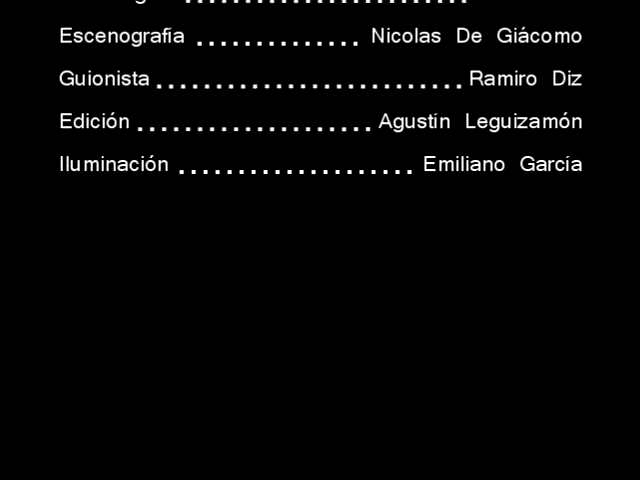 Escenografía .............. Nicolas De Giácomo
Guionista .......................... Ramiro Diz
Edición .................... Agustín Leguizamón
Iluminación .................... Emiliano García